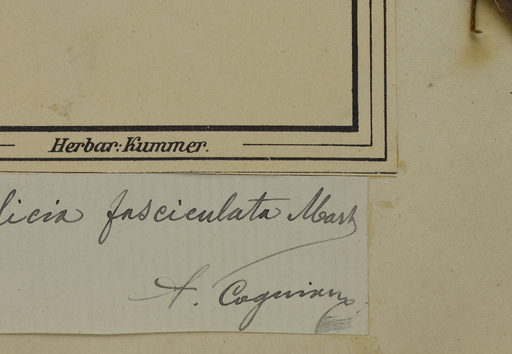 Herbar: Kummer.
licia fasciculata Mart
A. Cogniaux